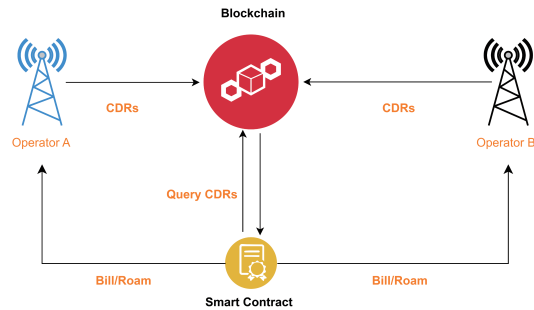 Blockchain
CDRs
CDRs
Operator A
Operator B
Query CDRs
Bill/Roam
Bill/Roam
Smart Contract